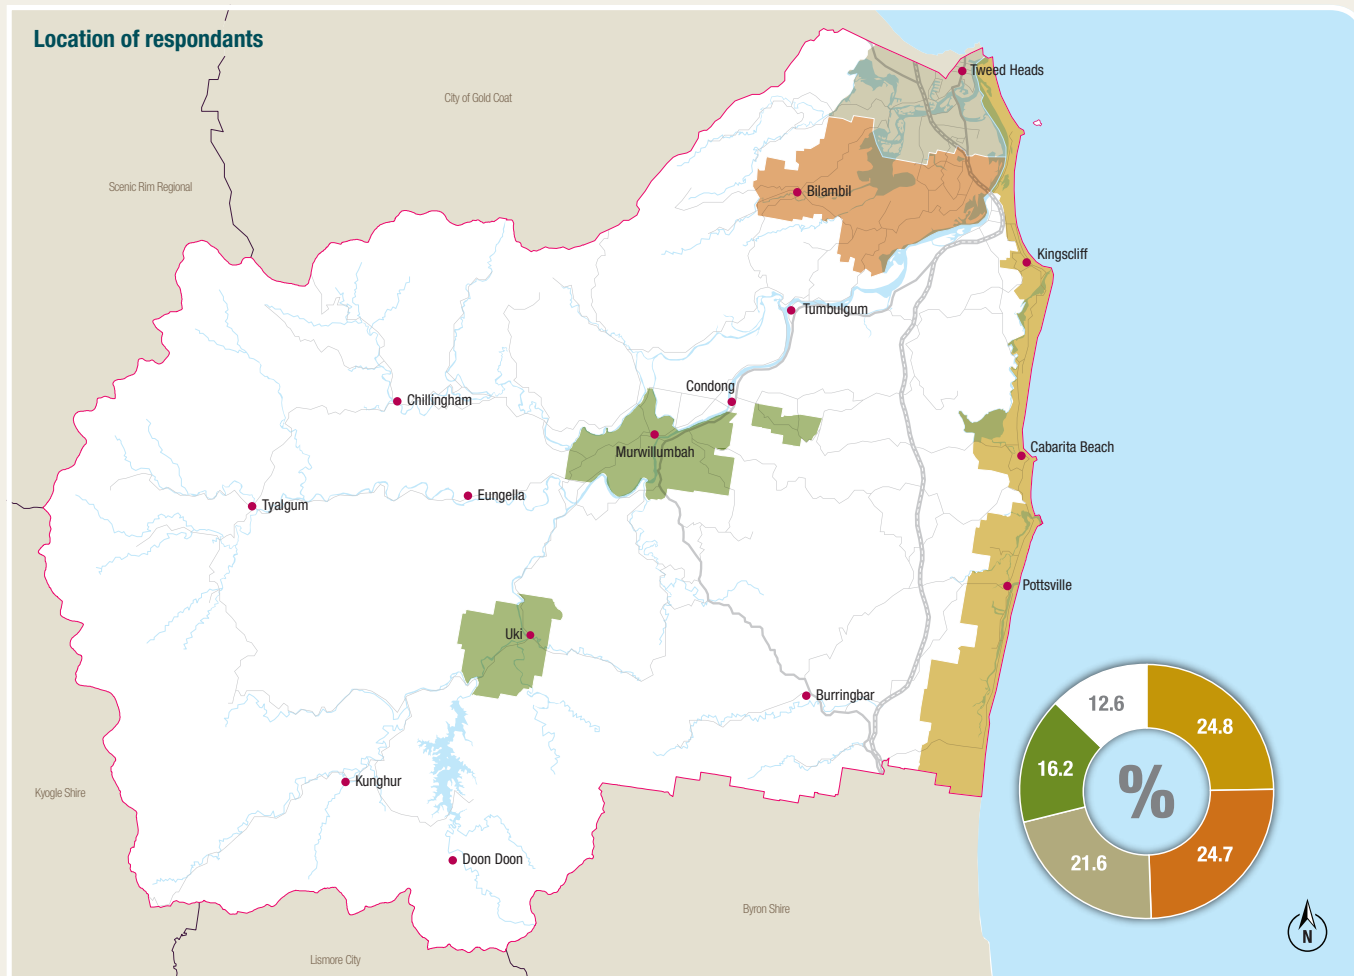 Location of respondants
Tweed Heads
City of Gold Coat
Scenic Rim Regional
Bilambil
Kingscliff
Tumbulgum
Condong
Chillingham
Cabarita Beach
Murwillumbah
Eungella
Tyalgum
Pottsville
Uki
Burringbar
12.6
24.8
16.2
%
Kunghur
Kyogle Shire
24.7
21.6
Doon Doon
Byron Shire
N
Lismore City